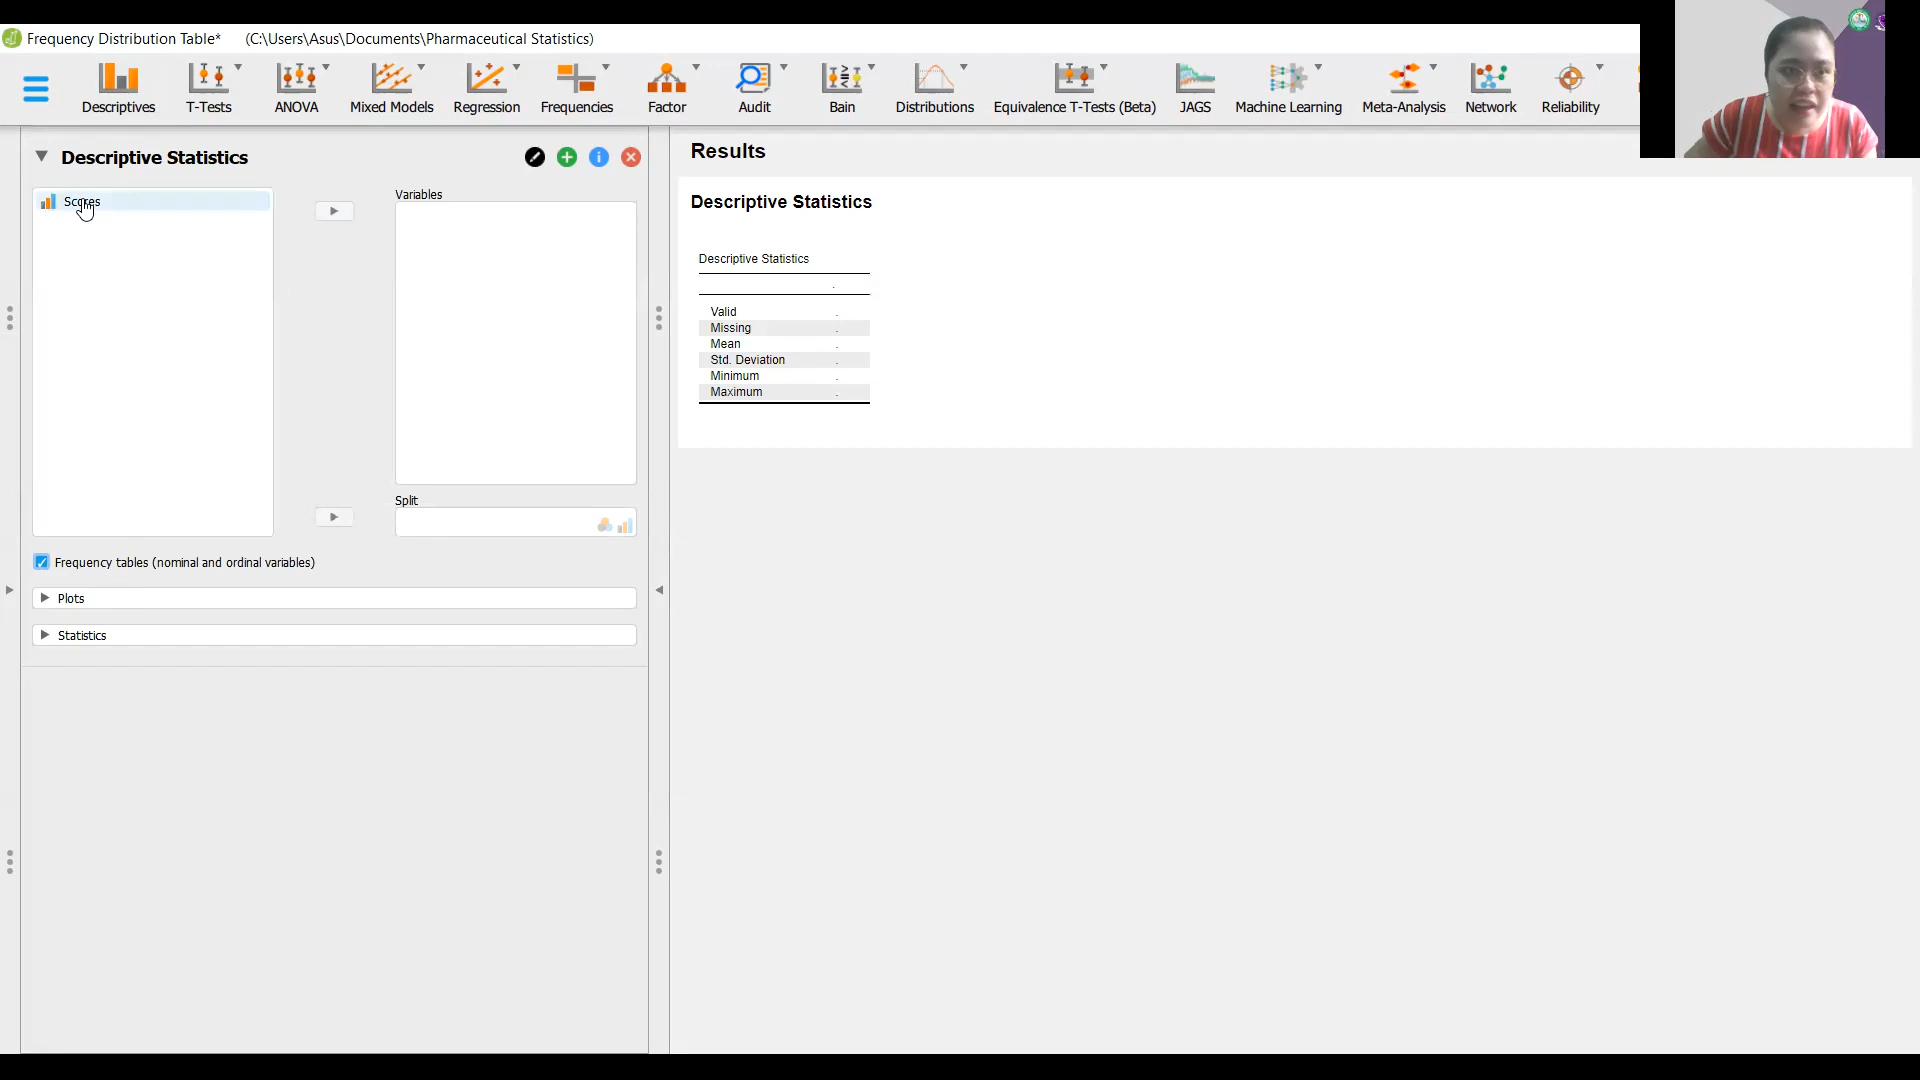 Frequency Distribution Table* (C:\Users\Asus\Documents\Pharmaceutical Statistics)
Descriptives T-Tests ANOVA Mixed Models Regression Frequencies Factor Audit Bain Distributions Equivalence T-Tests (Beta) JAGS Machine Learning Meta-Analysis Network Reliability
Descriptive Statistics
Scores
Variables
Split
Frequency tables (nominal and ordinal variables)
Plots
Statistics
Results
Descriptive Statistics
Descriptive Statistics
.
Valid .
Missing .
Mean .
Std. Deviation .
Minimum .
Maximum .